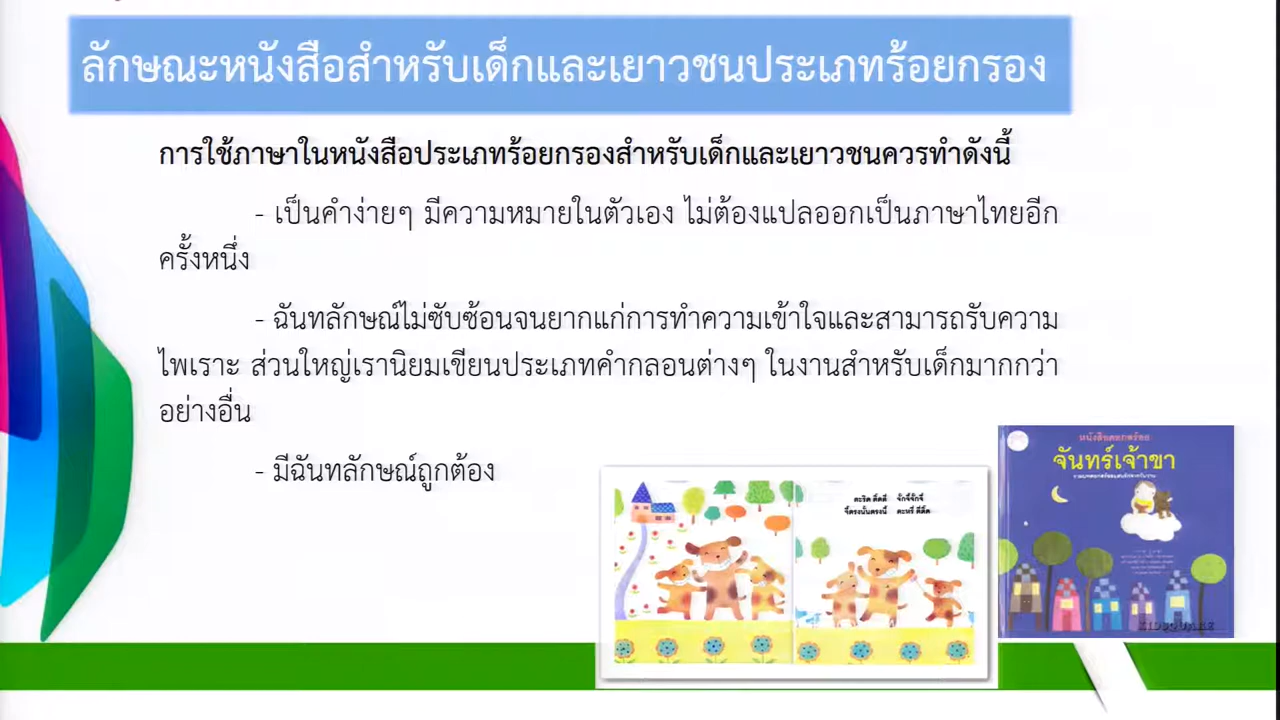 ลักษณะหนังสือสำหรับเด็กและเยาวชนประเภทร้อยกรอง
การใช้ภาษาในหนังสือประเภทร้อยกรองสำหรับเด็กและเยาวชนควรทำดังนี้
- เป็นคำง่ายๆ มีความหมายในตัวเอง ไม่ต้องแปลออกเป็นภาษาไทยอีก
ครั้งหนึ่ง
- ฉันทลักษณ์ไม่ซับซ้อนจนยากแก่การทำความเข้าใจและสามารถรับความ
ไพเราะ ส่วนใหญ่เรานิยมเขียนประเภทคำกลอนต่างๆ ในงานสำหรับเด็กมากกว่า
อย่างอื่น
- มีฉันทลักษณ์ถูกต้อง
หนังสือดอกสร้อย
จันทร์เจ้าขา
KIDSQUARE